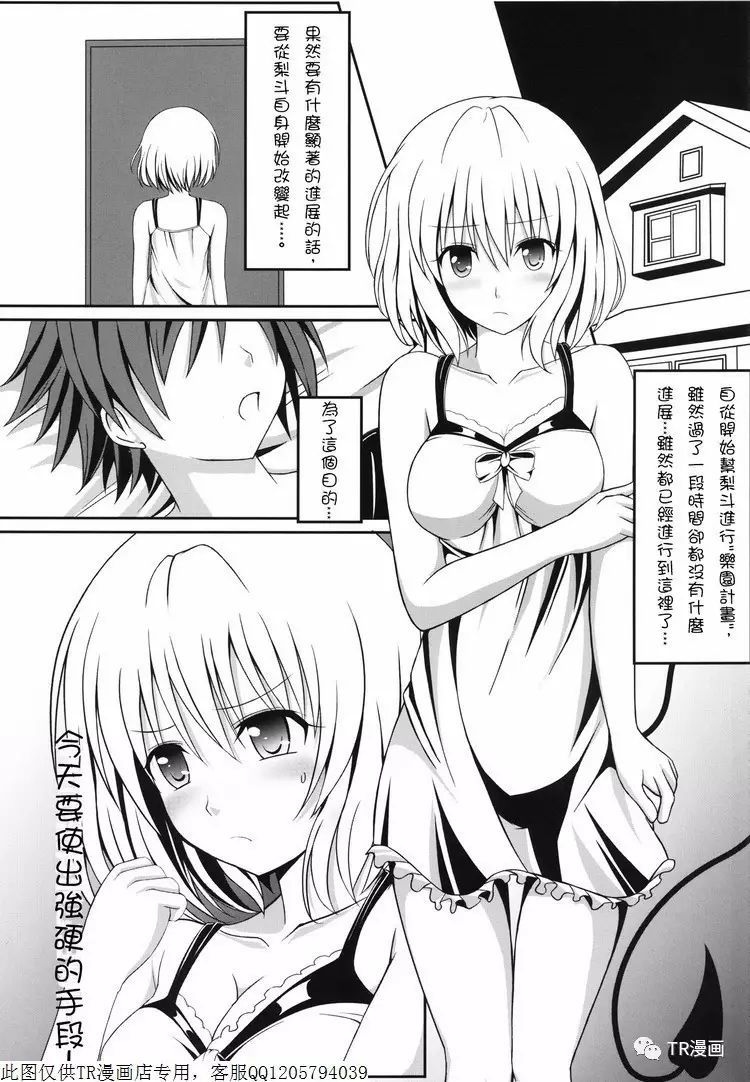 自從開始幫梨斗進行"樂園計畫",
雖然過了一段時間卻都沒有什麼
進展…雖然都已經進行到這裡了…
果然要有什麼顯著的進展的話,
要從梨斗自身開始改變起……。
為了這個目的…
今天要使出強硬的手段!
TR漫画
此图仅供TR漫画店专用，客服QQ1205794039